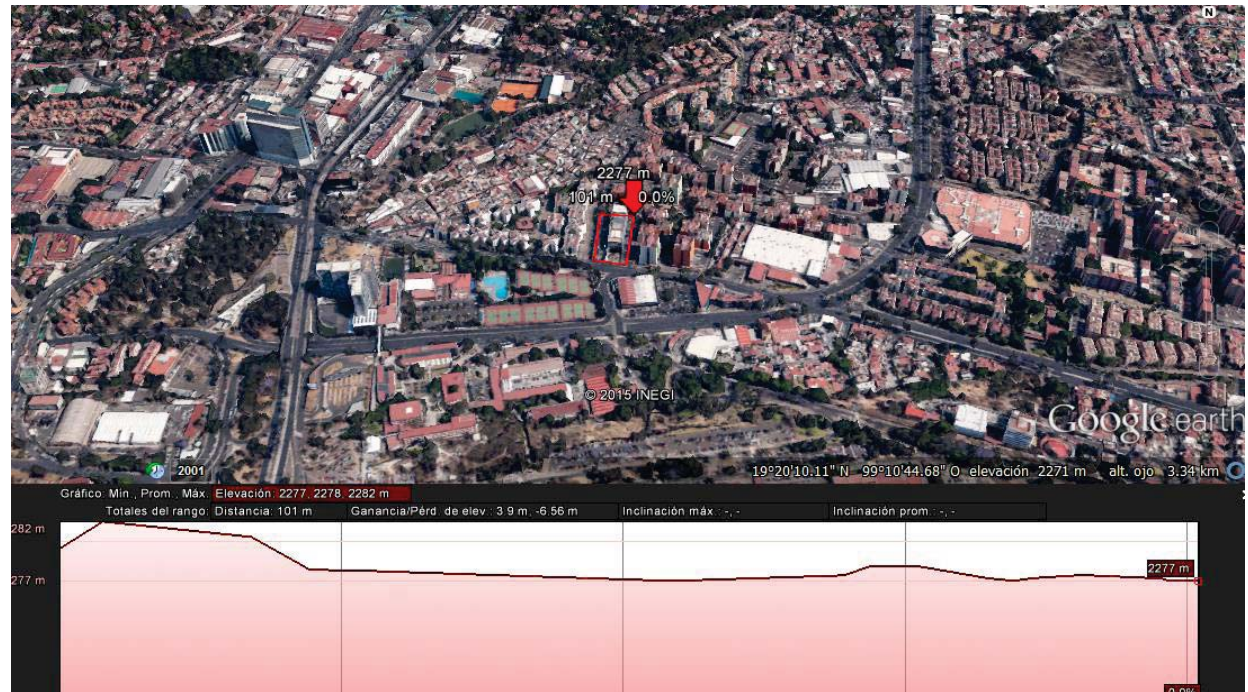 N
2277 m
101 m 0.0%
© 2015 INEGI
Google earth
2001
19°20'10.11" N 99°10'44.68" O elevación 2271 m alt. ojo 3.34 km
Gráfico: Mín., Prom., Máx. Elevación: 2277, 2278, 2282 m
Totales del rango: Distancia: 101 m Ganancia/Pérd. de elev.: 3.9 m, -6.56 m Inclinación máx.: -, - Inclinación prom.: -, -
282 m
2277 m
277 m
0.0%